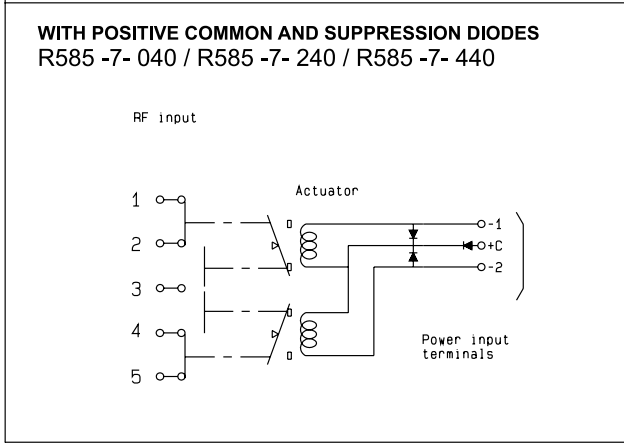 WITH POSITIVE COMMON AND SUPPRESSION DIODES
R585 -7- 040 / R585 -7- 240 / R585 -7- 440
RF input
Actuator
1
2
3
4
5
-1
+C
-2
Power input
terminals